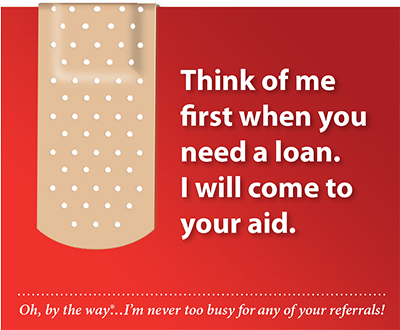 Think of me
first when you
need a loan.
I will come to
your aid.
Oh, by the way®...I'm never too busy for any of your referrals!